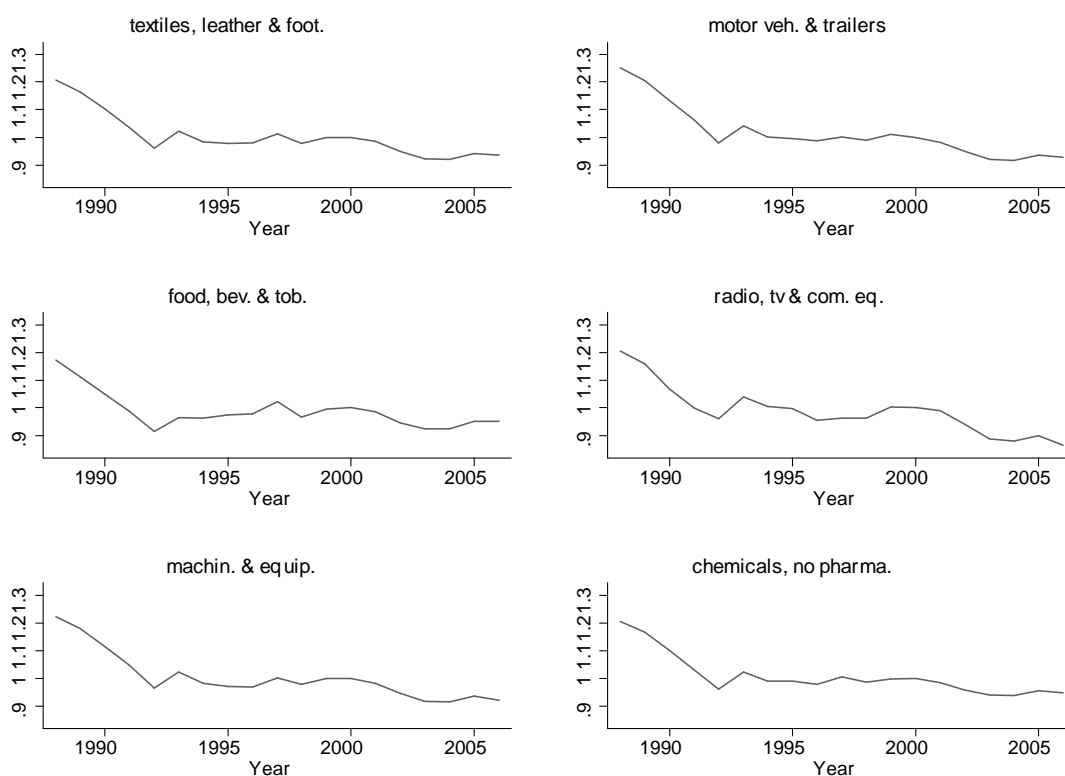 textiles, leather & foot.
.9 1 1.1 1.2 1.3
1990 1995 2000 2005
Year
motor veh. & trailers
.9 1 1.1 1.2 1.3
1990 1995 2000 2005
Year
food, bev. & tob.
.9 1 1.1 1.2 1.3
1990 1995 2000 2005
Year
radio, tv & com. eq.
.9 1 1.1 1.2 1.3
1990 1995 2000 2005
Year
machin. & equip.
.9 1 1.1 1.2 1.3
1990 1995 2000 2005
Year
chemicals, no pharma.
.9 1 1.1 1.2 1.3
1990 1995 2000 2005
Year